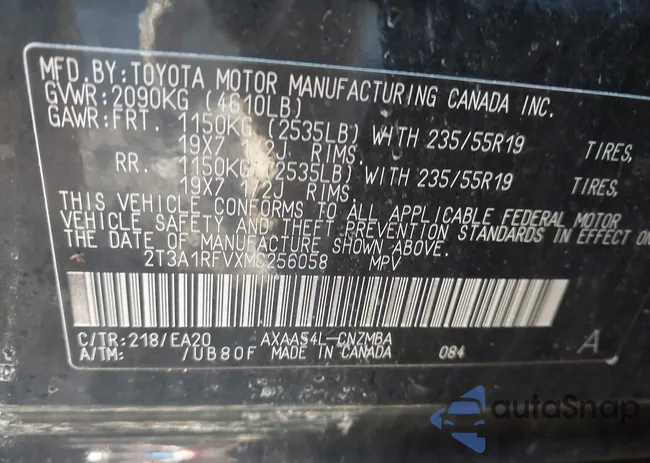 MFD. BY: TOYOTA MOTOR MANUFACTURING CANADA INC.
GVWR: 2090KG (4610LB)
GAWR: FRT. 1150KG (2535LB) WITH 235/55R19 TIRES,
19X7 1/2J. RIMS.
RR. 1150KG (2535LB) WITH 235/55R19 TIRES,
19X7 1/2J. RIMS.
THIS VEHICLE CONFORMS TO ALL APPLICABLE FEDERAL MOTOR
VEHICLE SAFETY AND THEFT PREVENTION STANDARDS IN EFFECT ON
THE DATE OF MANUFACTURE SHOWN ABOVE.
2T3A1RFVXMC256058 MPV
C/TR: 218/EA20 AXAA54L-CNZMBA A
A/TM: /UB80F MADE IN CANADA 084
autoSnap